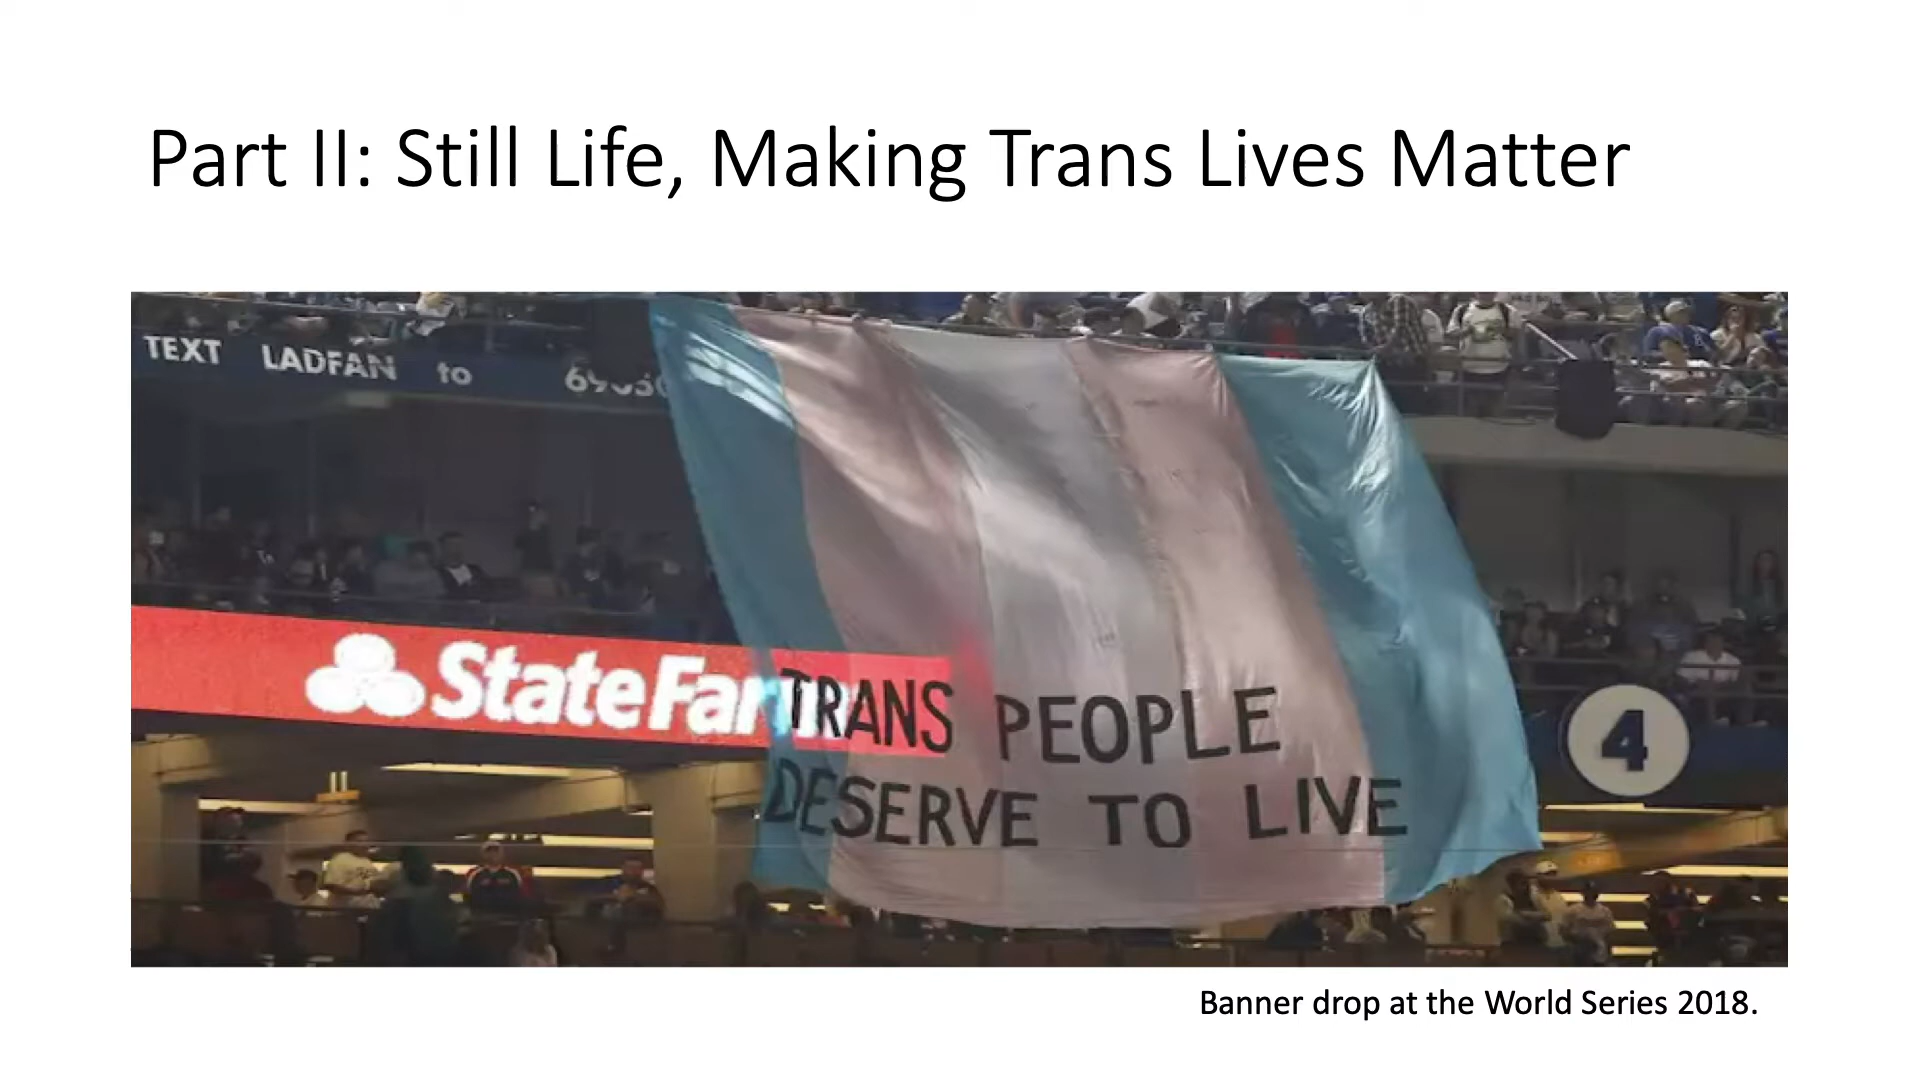 Part II: Still Life, Making Trans Lives Matter
TEXT LADFAN to
StateFarm
TRANS PEOPLE
DESERVE TO LIVE
4
Banner drop at the World Series 2018.